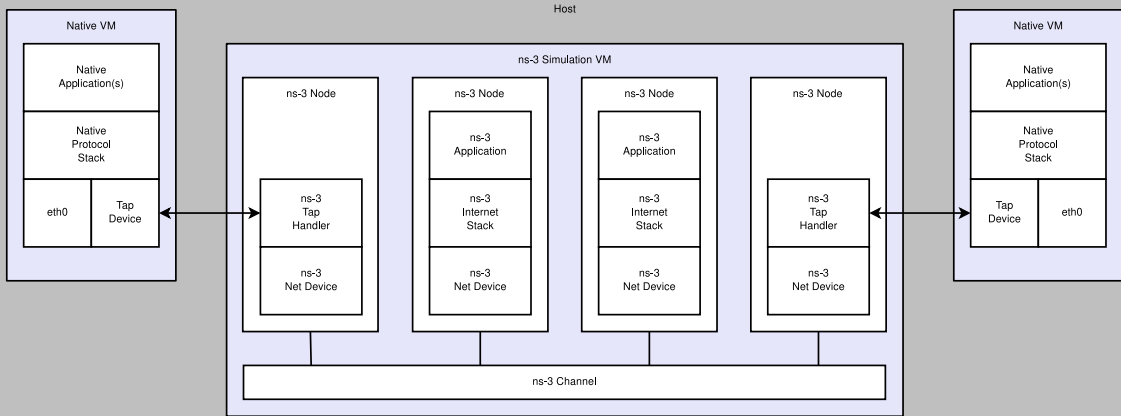 Host
Native VM
Native
Application(s)
Native
Protocol
Stack
eth0
Tap
Device
ns-3 Simulation VM
ns-3 Node
ns-3
Tap
Handler
ns-3
Net Device
ns-3 Node
ns-3
Application
ns-3
Internet
Stack
ns-3
Net Device
ns-3 Node
ns-3
Application
ns-3
Internet
Stack
ns-3
Net Device
ns-3 Node
ns-3
Tap
Handler
ns-3
Net Device
ns-3 Channel
Native VM
Native
Application(s)
Native
Protocol
Stack
Tap
Device
eth0